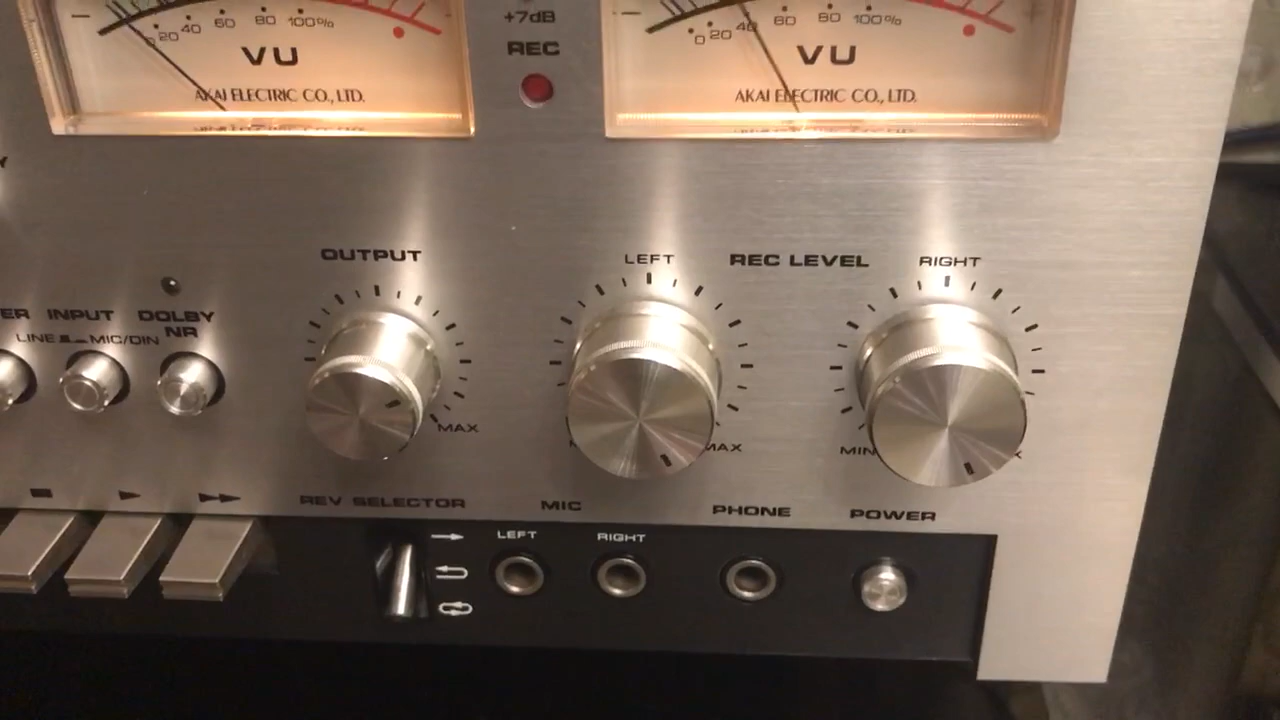 0 20 40 60 80 100%
VU
AKAI ELECTRIC CO., LTD.
+7dB
REC
0 20 40 60 80 100%
VU
AKAI ELECTRIC CO., LTD.
OUTPUT
LEFT
REC LEVEL
RIGHT
INPUT
DOLBY
NR
LINE MIC/DIN
MAX
MIN
REV SELECTOR
MIC
PHONE
POWER
LEFT
RIGHT